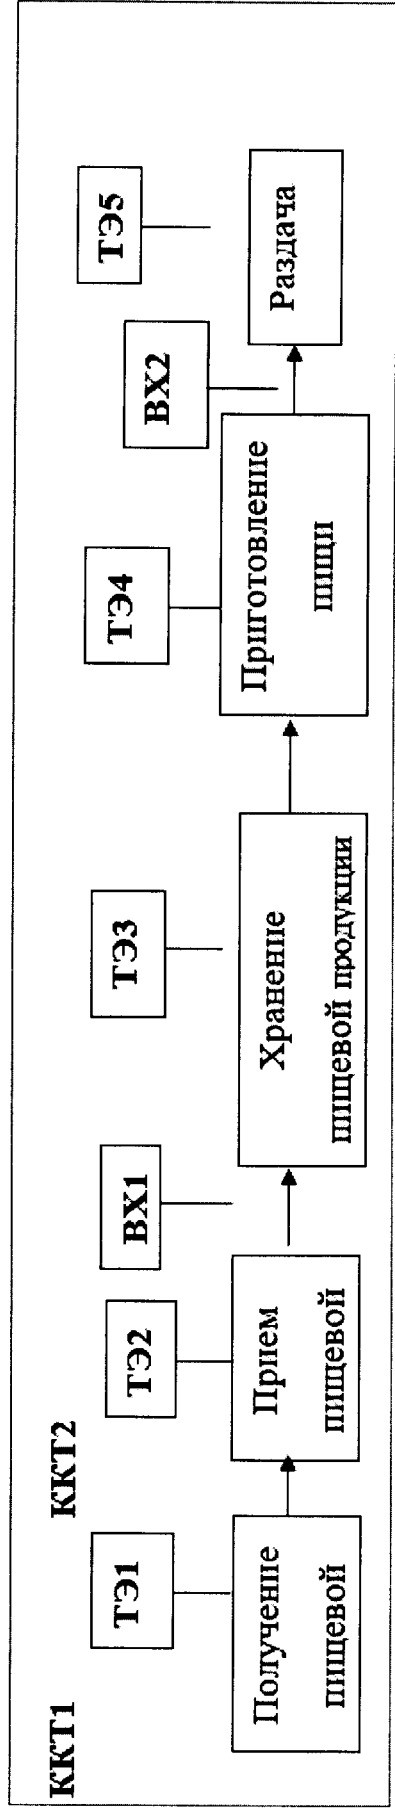 ККТ1
ККТ2
ТЭ1
ТЭ2
ВХ1
ТЭ3
ТЭ4
ВХ2
ТЭ5
Получение
пищевой
Прием
пищевой
Хранение
пищевой продукции
Приготовление
пищи
Раздача